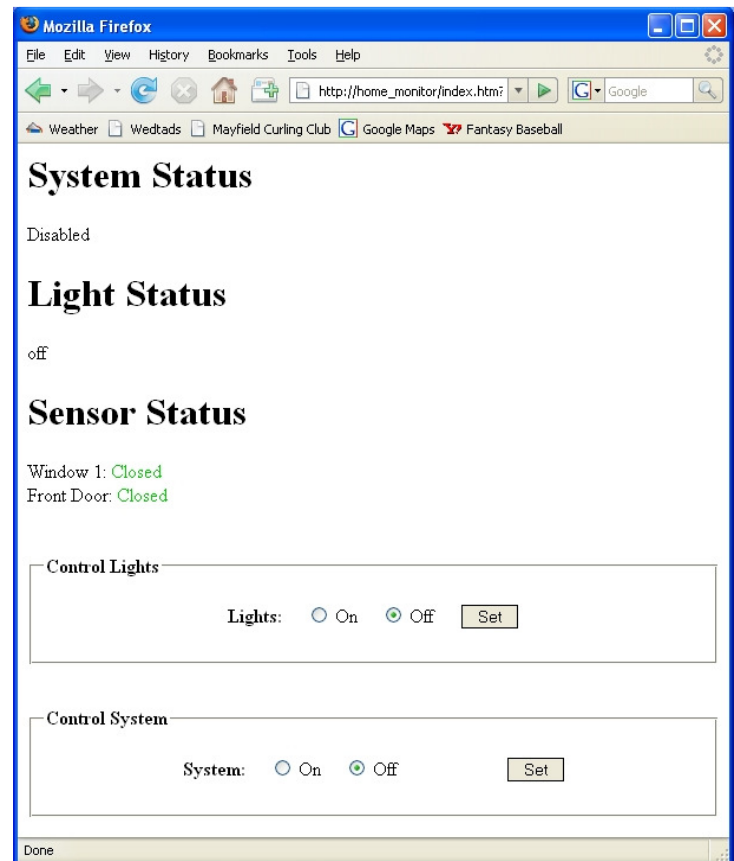 Mozilla Firefox
File Edit View History Bookmarks Tools Help
http://home_monitor/index.htm? G Google
Weather Wedtads Mayfield Curling Club G Google Maps Y? Fantasy Baseball
System Status
Disabled
Light Status
off
Sensor Status
Window 1: Closed
Front Door: Closed
Control Lights
Lights: On Off Set
Control System
System: On Off Set
Done